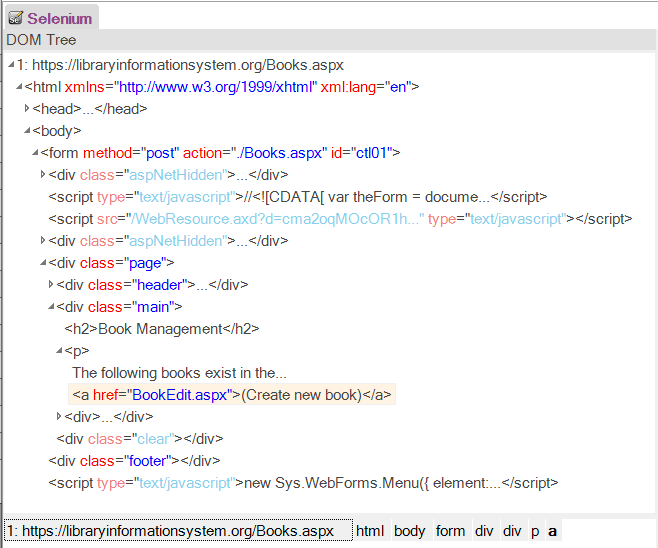 Selenium
DOM Tree
1: https://libraryinformationsystem.org/Books.aspx
<html xmlns="http://www.w3.org/1999/xhtml" xml:lang="en">
<head>...</head>
<body>
<form method="post" action="./Books.aspx" id="ctl01">
<div class="aspNetHidden">...</div>
<script type="text/javascript">//<![CDATA[ var theForm = docume...</script>
<script src="/WebResource.axd?d=cma2oqMOcOR1h..." type="text/javascript"></script>
<div class="aspNetHidden">...</div>
<div class="page">
<div class="header">...</div>
<div class="main">
<h2>Book Management</h2>
<p>
The following books exist in the...
<a href="BookEdit.aspx">(Create new book)</a>
<div>...</div>
<div class="clear"></div>
<div class="footer"></div>
<script type="text/javascript">new Sys.WebForms.Menu({ element:...</script>
1: https://libraryinformationsystem.org/Books.aspx html body form div div p a